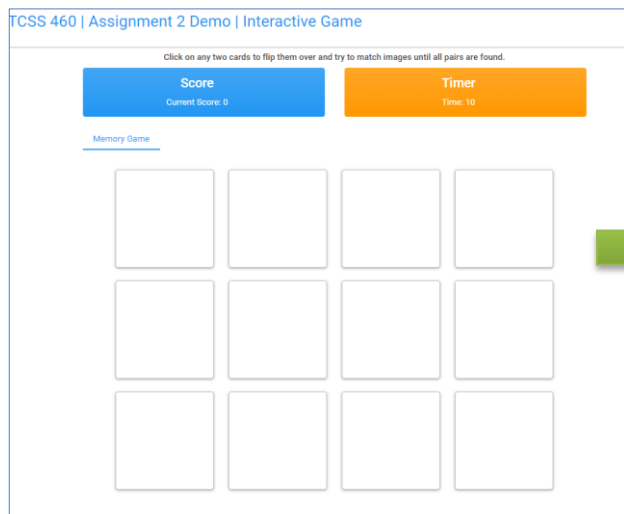 TCSS 460 | Assignment 2 Demo | Interactive Game
Click on any two cards to flip them over and try to match images until all pairs are found.
Score
Current Score: 0
Timer
Time: 10
Memory Game